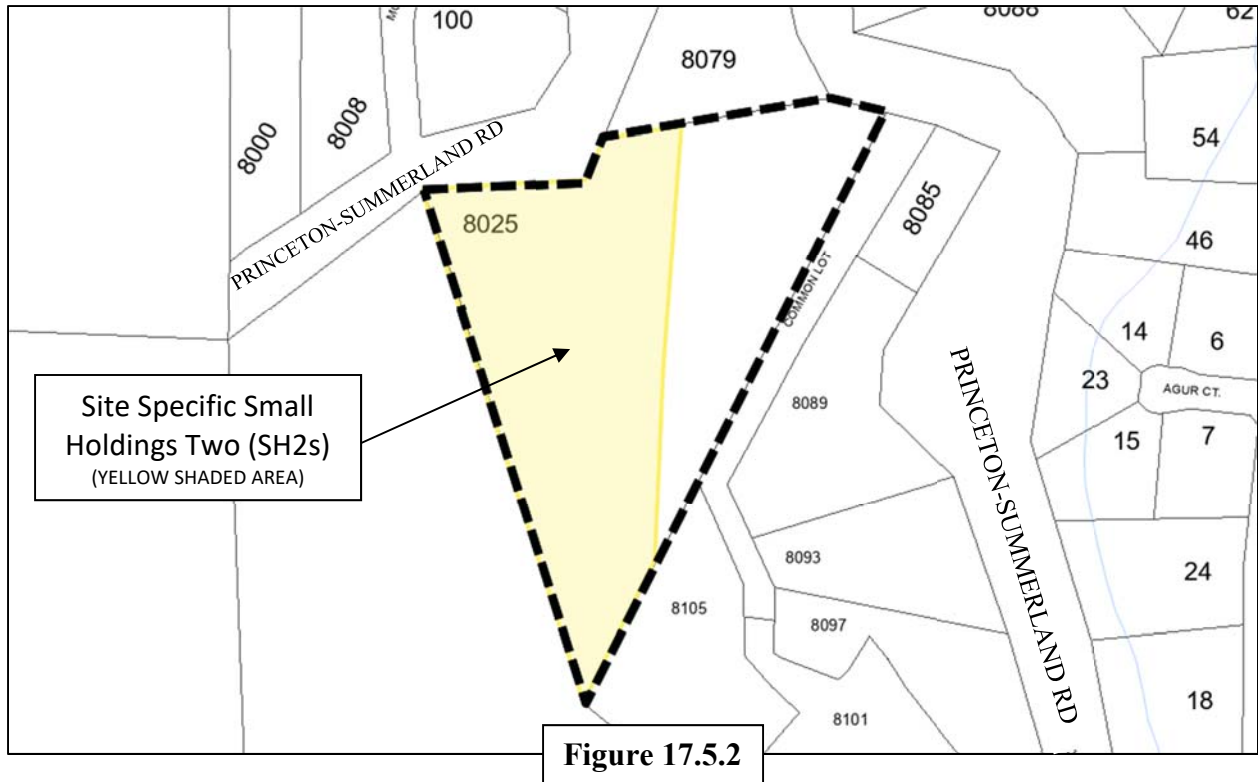 100
8088
62
8079
8000
8008
54
PRINCETON-SUMMERLAND RD
8025
8085
46
COMMON LOT
14
6
23
AGUR CT.
Site Specific Small
Holdings Two (SH2s)
(YELLOW SHADED AREA)
8089
PRINCETON-SUMMERLAND RD
15
7
8093
24
8105
8097
18
8101
Figure 17.5.2